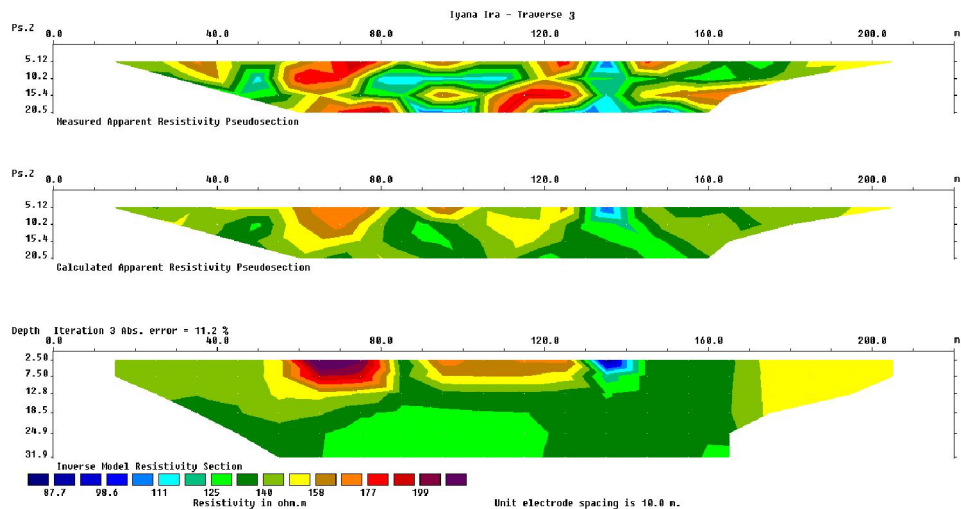 Iyana Ira - Traverse 3
Ps.Z 0.0 40.0 80.0 120.0 160.0 200.0 m
5.12
10.2
15.4
20.5
Measured Apparent Resistivity Pseudosection
Ps.Z 0.0 40.0 80.0 120.0 160.0 200.0 m
5.12
10.2
15.4
20.5
Calculated Apparent Resistivity Pseudosection
Depth Iteration 3 Abs. error = 11.2 %
0.0 40.0 80.0 120.0 160.0 200.0 m
2.50
7.50
12.8
18.5
24.9
31.9
Inverse Model Resistivity Section
87.7 98.6 111 125 140 158 177 199
Resistivity in ohm.m Unit electrode spacing is 10.0 m.